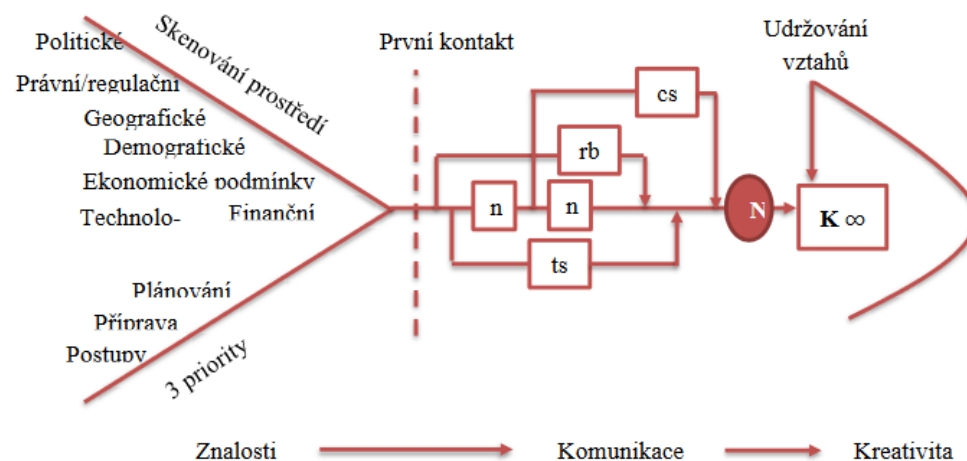 Politické
Právní/regulační
Geografické
Demografické
Ekonomické podmínky
Technolo-
Finanční
Skenování prostředí
Plánování
Příprava
Postupy
3 priority
První kontakt
cs
rb
n
n
ts
N
Udržování
vztahů
K ∞
Znalosti
Komunikace
Kreativita